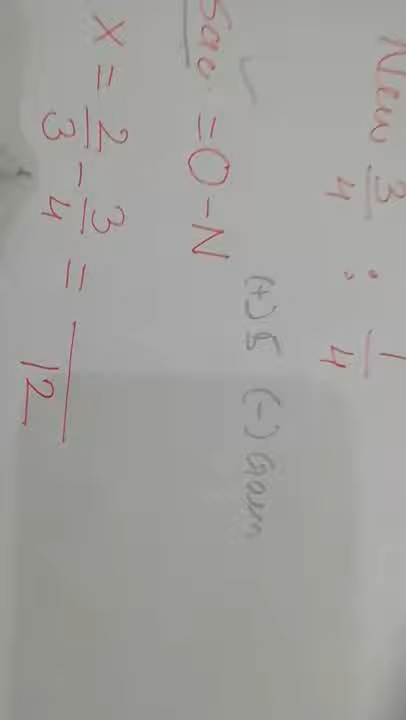 New 3/4 : 1/4
Sac. = O - N
(+) S (-) Gain
X = 2/3 - 3/4 = /12